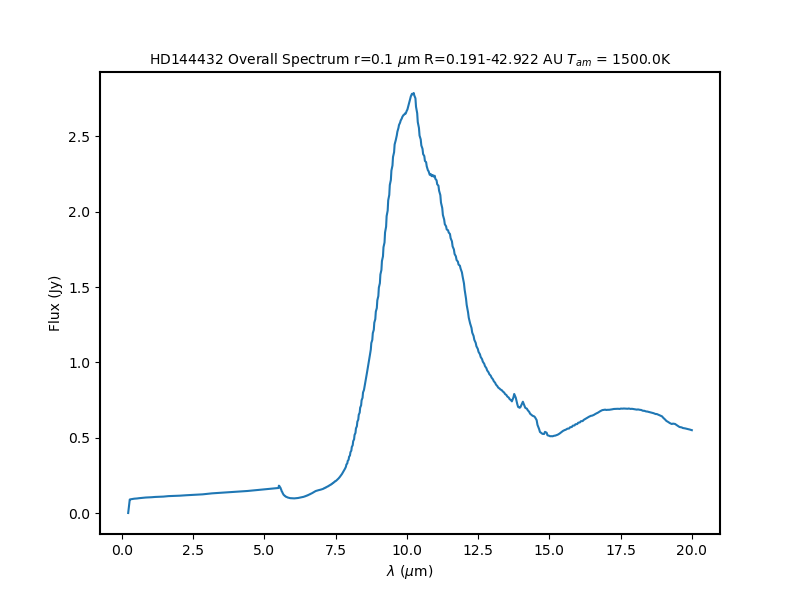 HD144432 Overall Spectrum r=0.1 μm R=0.191-42.922 AU Tₐₘ = 1500.0K
2.5
2.0
1.5
1.0
0.5
0.0
Flux (Jy)
0.0 2.5 5.0 7.5 10.0 12.5 15.0 17.5 20.0
λ (μm)